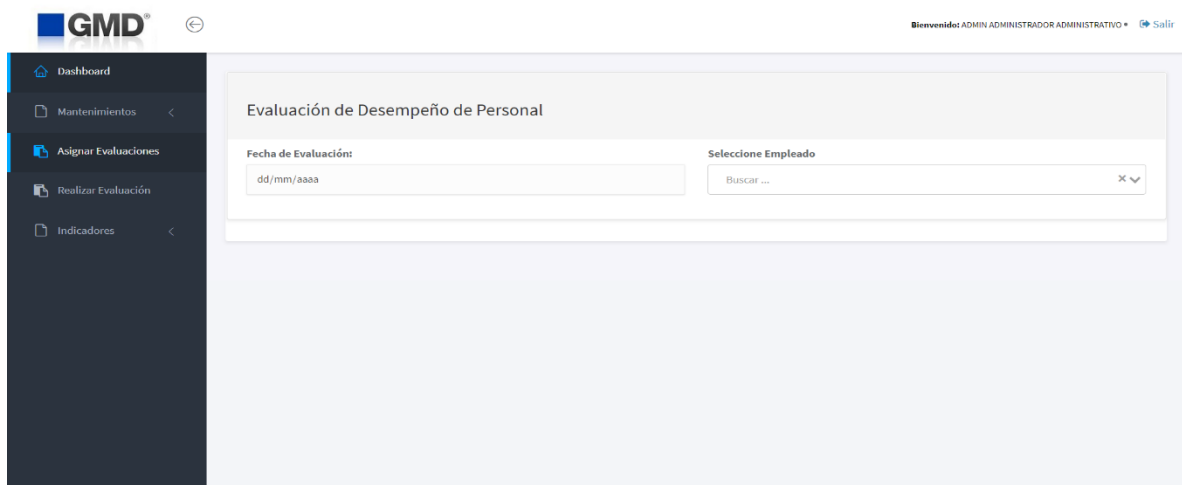 GMD®
Bienvenido: ADMIN ADMINISTRADOR ADMINISTRATIVO
Salir
Dashboard
Mantenimientos
Asignar Evaluaciones
Realizar Evaluación
Indicadores
Evaluación de Desempeño de Personal
Fecha de Evaluación:
Seleccione Empleado
dd/mm/aaaa
Buscar ...